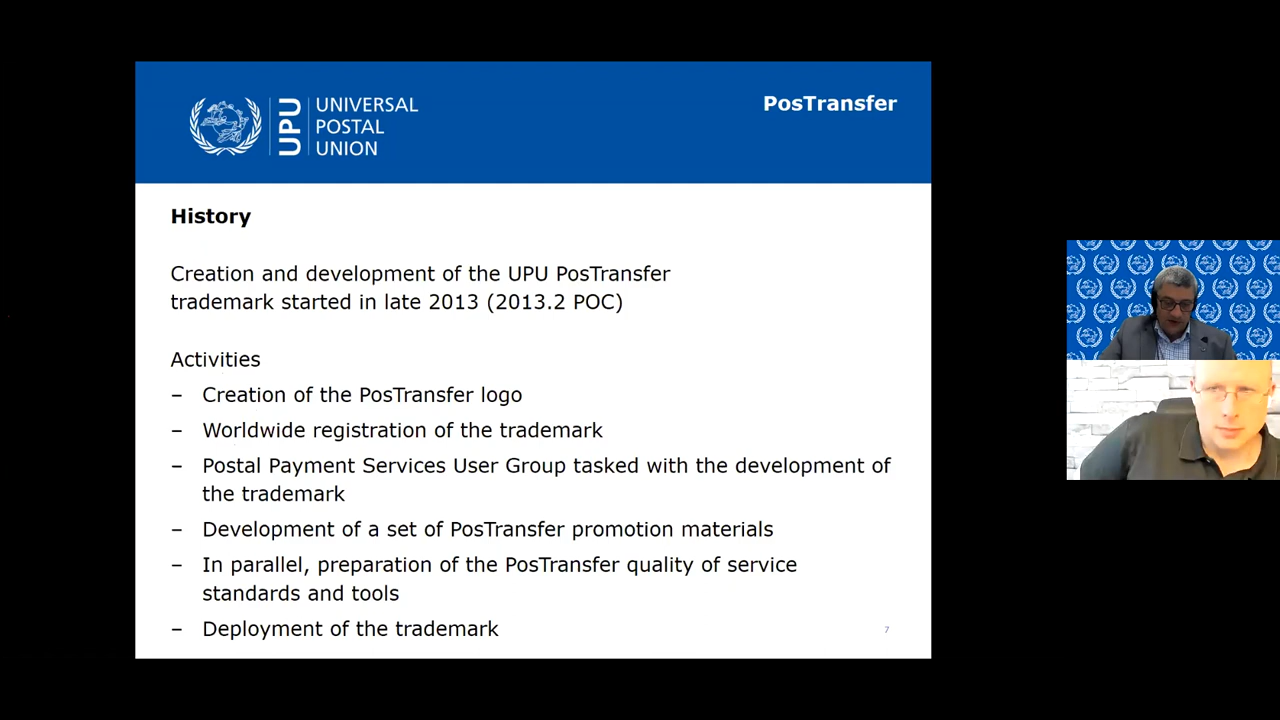 UPU
UNIVERSAL
POSTAL
UNION
PosTransfer
History
Creation and development of the UPU PosTransfer
trademark started in late 2013 (2013.2 POC)
Activities
– Creation of the PosTransfer logo
– Worldwide registration of the trademark
– Postal Payment Services User Group tasked with the development of
the trademark
– Development of a set of PosTransfer promotion materials
– In parallel, preparation of the PosTransfer quality of service
standards and tools
– Deployment of the trademark
7